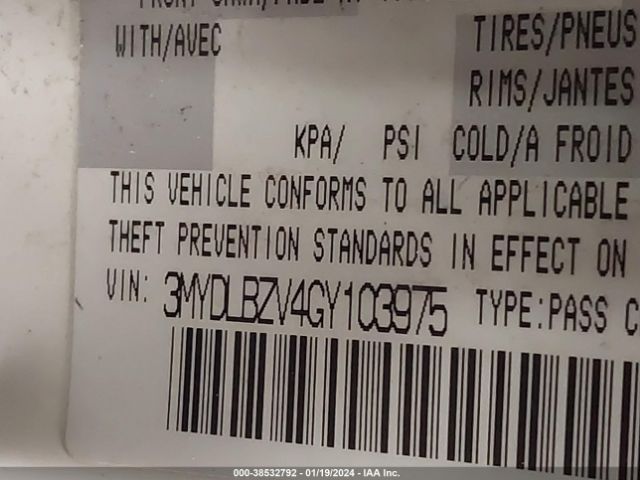 WITH/AVEC
TIRES/PNEUS
RIMS/JANTES
KPA/ PSI COLD/A FROID
THIS VEHICLE CONFORMS TO ALL APPLICABLE
THEFT PREVENTION STANDARDS IN EFFECT ON
VIN: 3MYDLBZV4GY103975 TYPE:PASS C
000-38532792 - 01/19/2024 - IAA Inc.